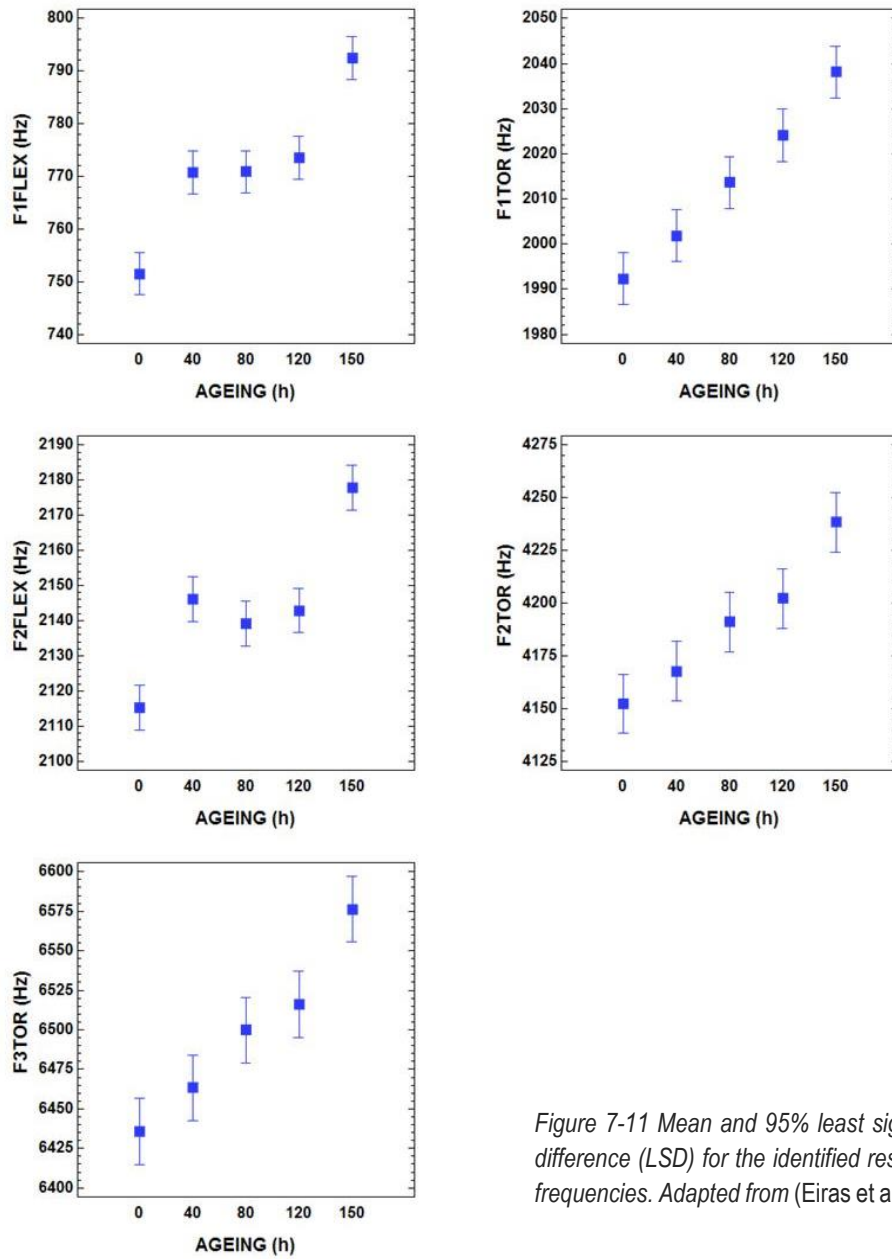 800
790
780
770
760
750
740
F1FLEX (Hz)
0 40 80 120 150
AGEING (h)
2050
2040
2030
2020
2010
2000
1990
1980
F1TOR (Hz)
0 40 80 120 150
AGEING (h)
2190
2180
2170
2160
2150
2140
2130
2120
2110
2100
F2FLEX (Hz)
0 40 80 120 150
AGEING (h)
4275
4250
4225
4200
4175
4150
4125
F2TOR (Hz)
0 40 80 120 150
AGEING (h)
6600
6575
6550
6525
6500
6475
6450
6425
6400
F3TOR (Hz)
0 40 80 120 150
AGEING (h)
Figure 7-11 Mean and 95% least
difference (LSD) for the identified
frequencies. Adapted from (Eiras et